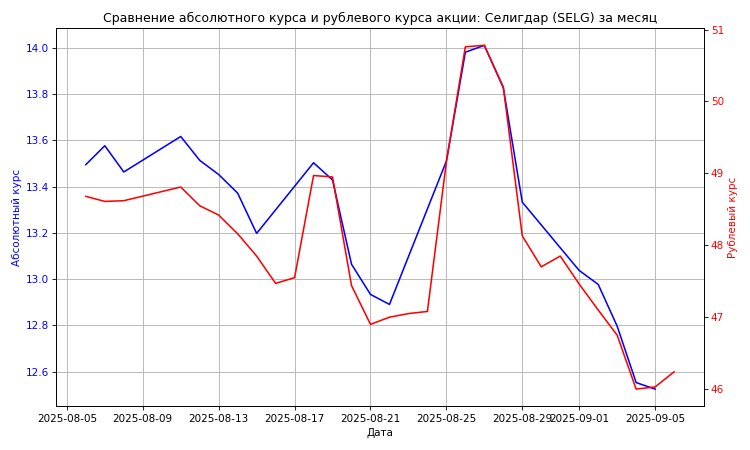 Сравнение абсолютного курса и рублевого курса акции: Селигдар (SELG) за месяц
Абсолютный курс
14.0
13.8
13.6
13.4
13.2
13.0
12.8
12.6
51
50
49
48
47
46
Рублевый курс
2025-08-05 2025-08-09 2025-08-13 2025-08-17 2025-08-21 2025-08-25 2025-08-29 2025-09-01 2025-09-05
Дата